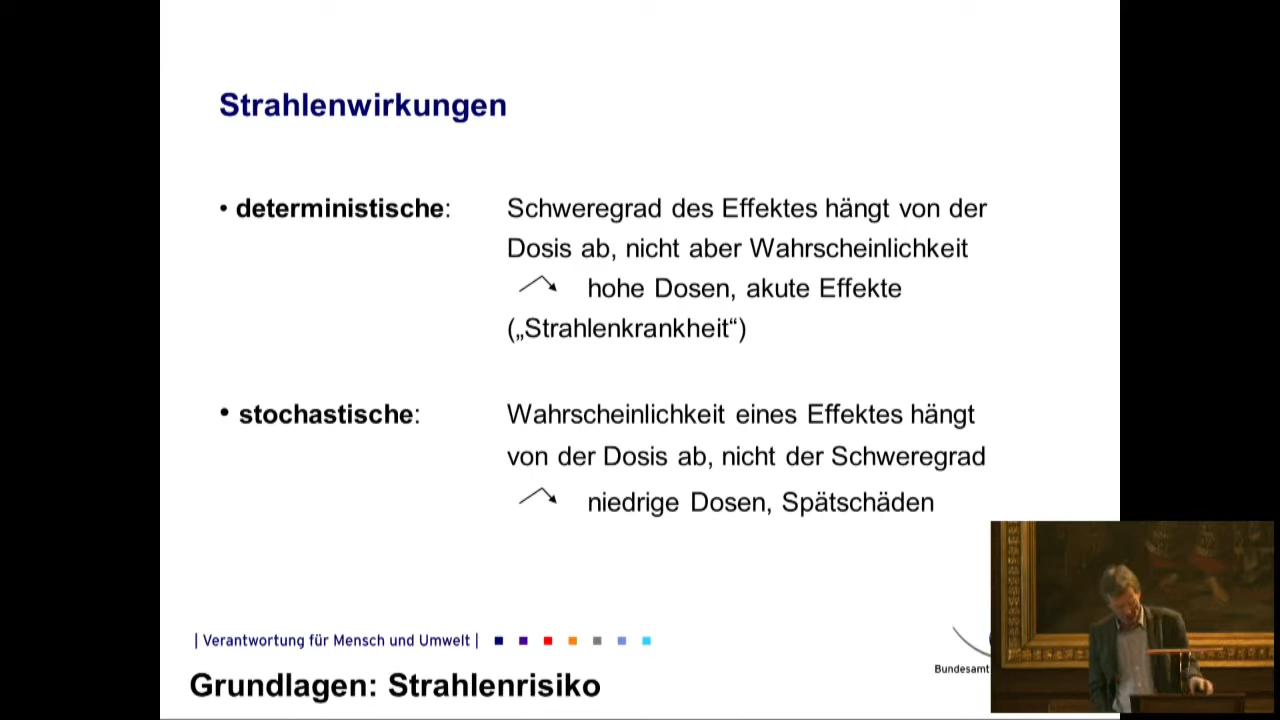 Strahlenwirkungen
• deterministische: Schweregrad des Effektes hängt von der
Dosis ab, nicht aber Wahrscheinlichkeit
hohe Dosen, akute Effekte
(„Strahlenkrankheit“)
• stochastische: Wahrscheinlichkeit eines Effektes hängt
von der Dosis ab, nicht der Schweregrad
niedrige Dosen, Spätschäden
| Verantwortung für Mensch und Umwelt |
Bundesamt
Grundlagen: Strahlenrisiko